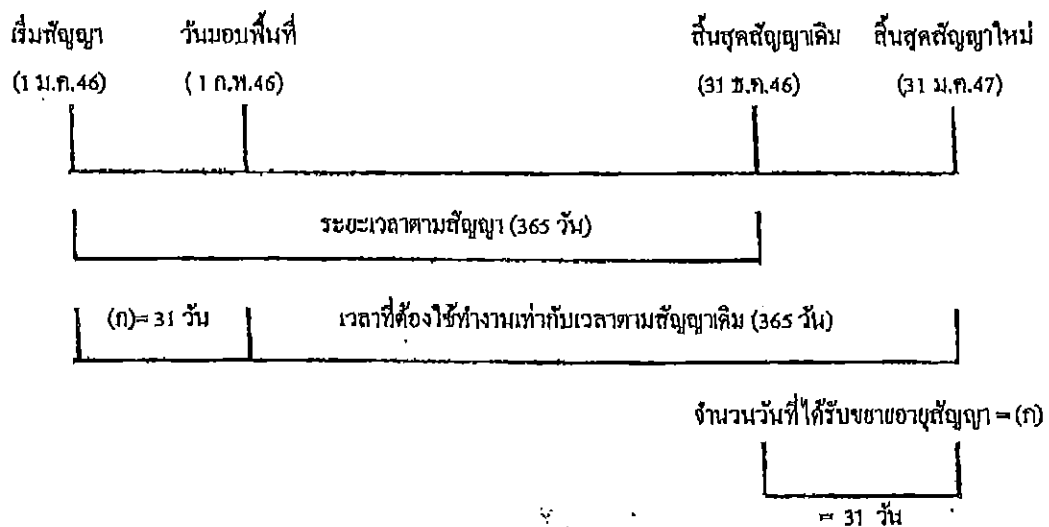 เริ่มสัญญา วันมอบพื้นที่ สิ้นสุดสัญญาเดิม สิ้นสุดสัญญาใหม่
(1 ม.ค.46) (1 ก.พ.46) (31 ธ.ค.46) (31 ม.ค.47)
ระยะเวลาตามสัญญา (365 วัน)
(ก)= 31 วัน เวลาที่ต้องใช้ทำงานเท่ากับเวลาตามสัญญาเดิม (365 วัน)
จำนวนวันที่ได้รับขยายอายุสัญญา = (ก)
= 31 วัน